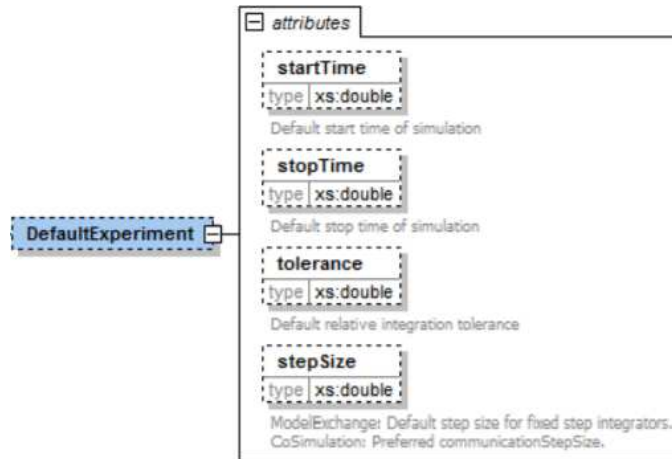 attributes
startTime
type xs:double
Default start time of simulation
stopTime
type xs:double
Default stop time of simulation
DefaultExperiment
tolerance
type xs:double
Default relative integration tolerance
stepSize
type xs:double
ModelExchange: Default step size for fixed step integrators.
CoSimulation: Preferred communicationStepSize.